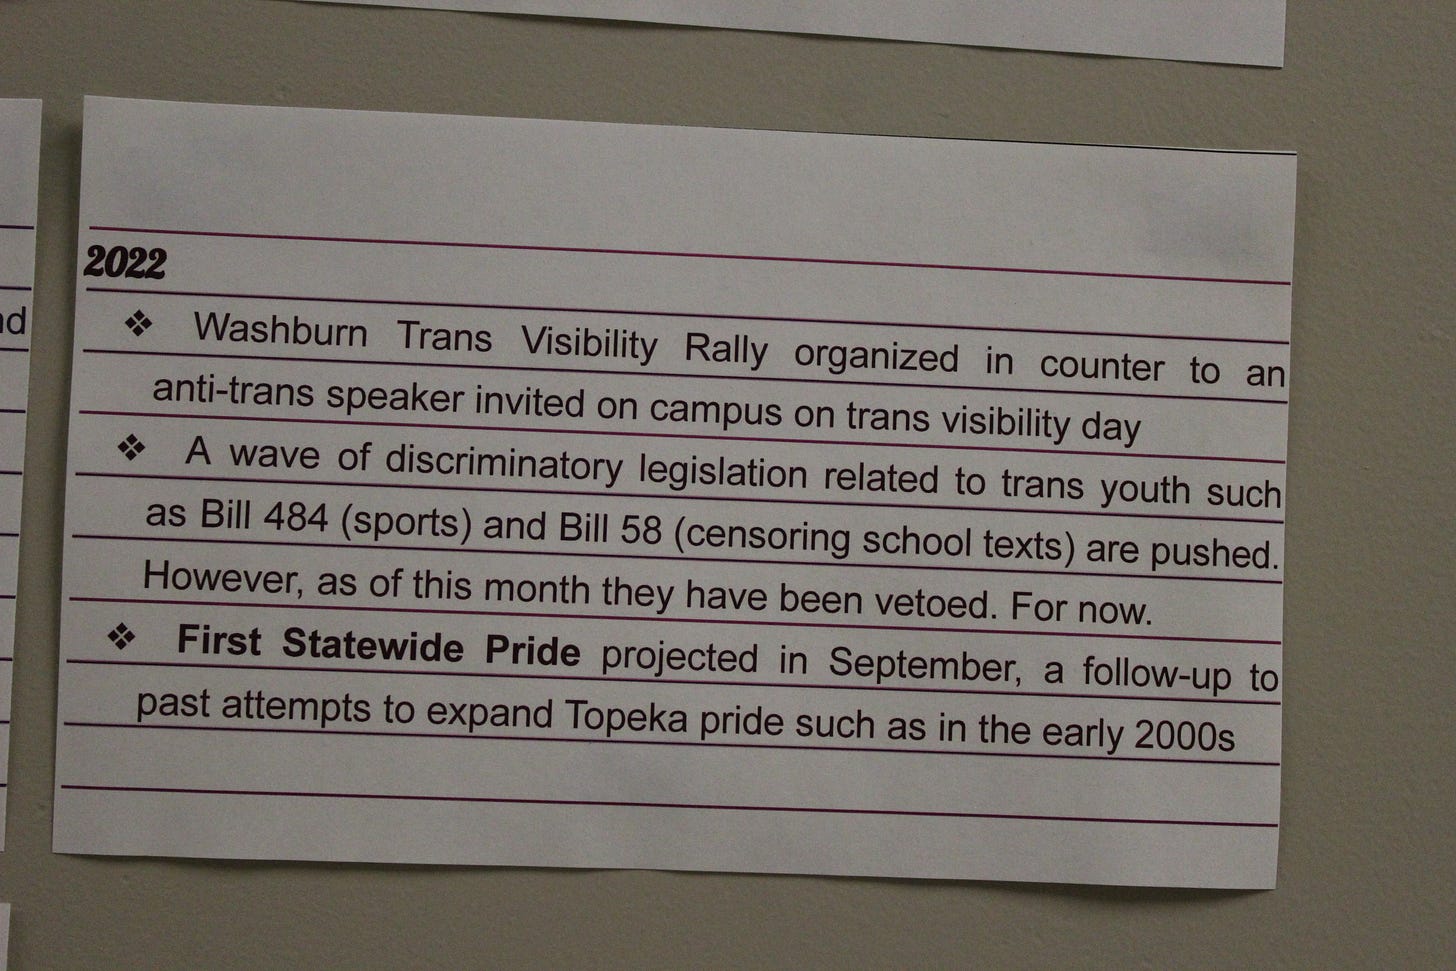 2022
❖ Washburn Trans Visibility Rally organized in counter to an
anti-trans speaker invited on campus on trans visibility day
❖ A wave of discriminatory legislation related to trans youth such
as Bill 484 (sports) and Bill 58 (censoring school texts) are pushed.
However, as of this month they have been vetoed. For now.
❖ First Statewide Pride projected in September, a follow-up to
past attempts to expand Topeka pride such as in the early 2000s